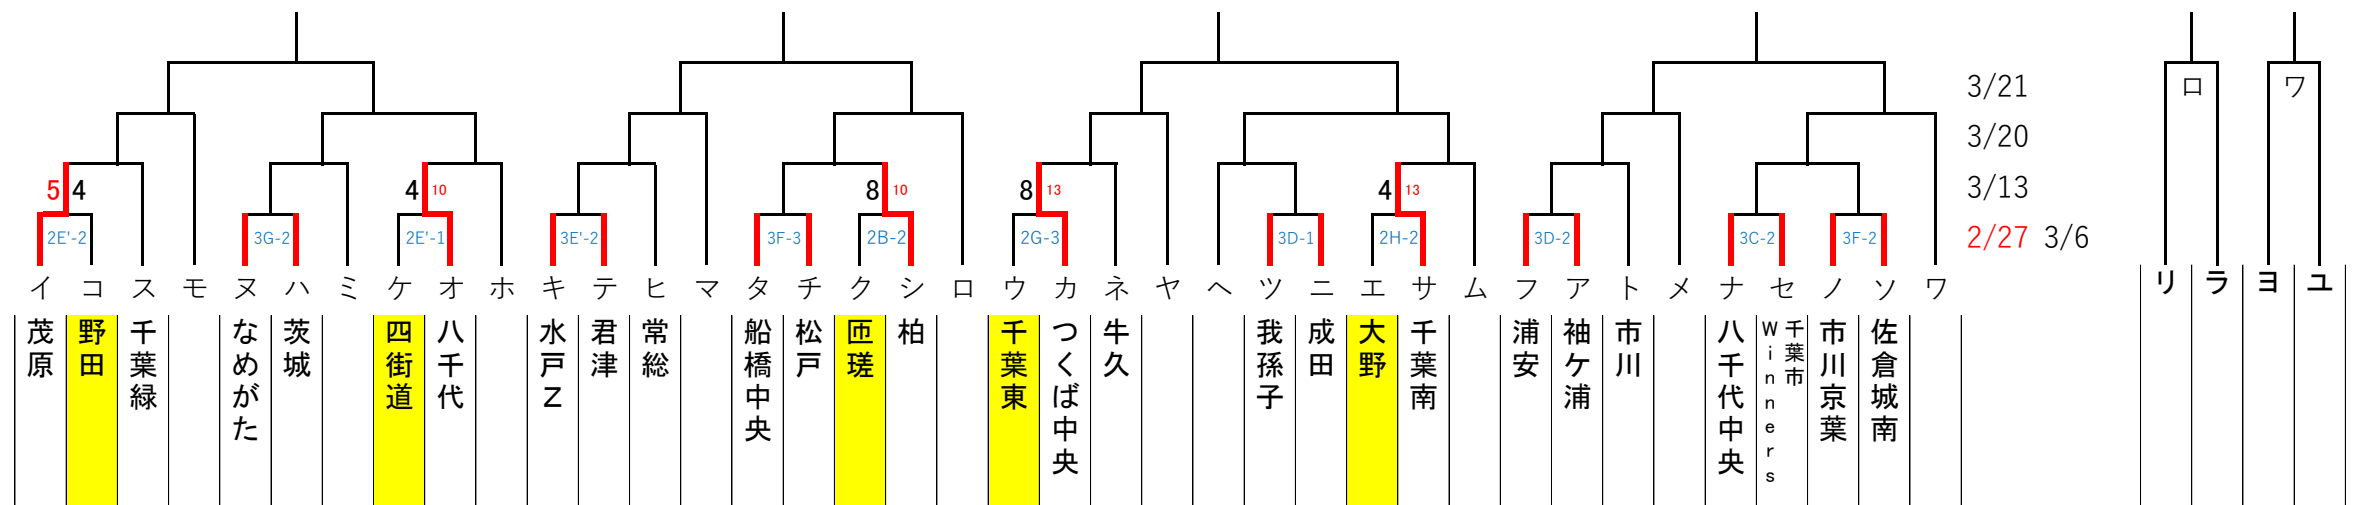 3/21
ロ
ワ
3/20
5 4
4 10
8 10
8 13
4 13
3/13
2E'-2
3G-2
2E'-1
3E'-2
3F-3
2B-2
2G-3
3D-1
2H-2
3D-2
3C-2
3F-2
2/27 3/6
イ コ ス モ ヌ ハ ミ ケ オ ホ キ テ ヒ マ タ チ ク シ ロ ウ カ ネ ヤ ヘ ツ ニ エ サ ム フ ア ト メ ナ セ ノ ソ ワ
リ ラ ヨ ユ
茂原
野田
千葉緑
なめがた
茨城
四街道
八千代
水戸Z
君津
常総
船橋中央
松戸
匝瑳
柏
千葉東
つくば中央
牛久
我孫子
成田
大野
千葉南
浦安
袖ケ浦
市川
八千代中央
千葉市
Winners
市川京葉
佐倉城南